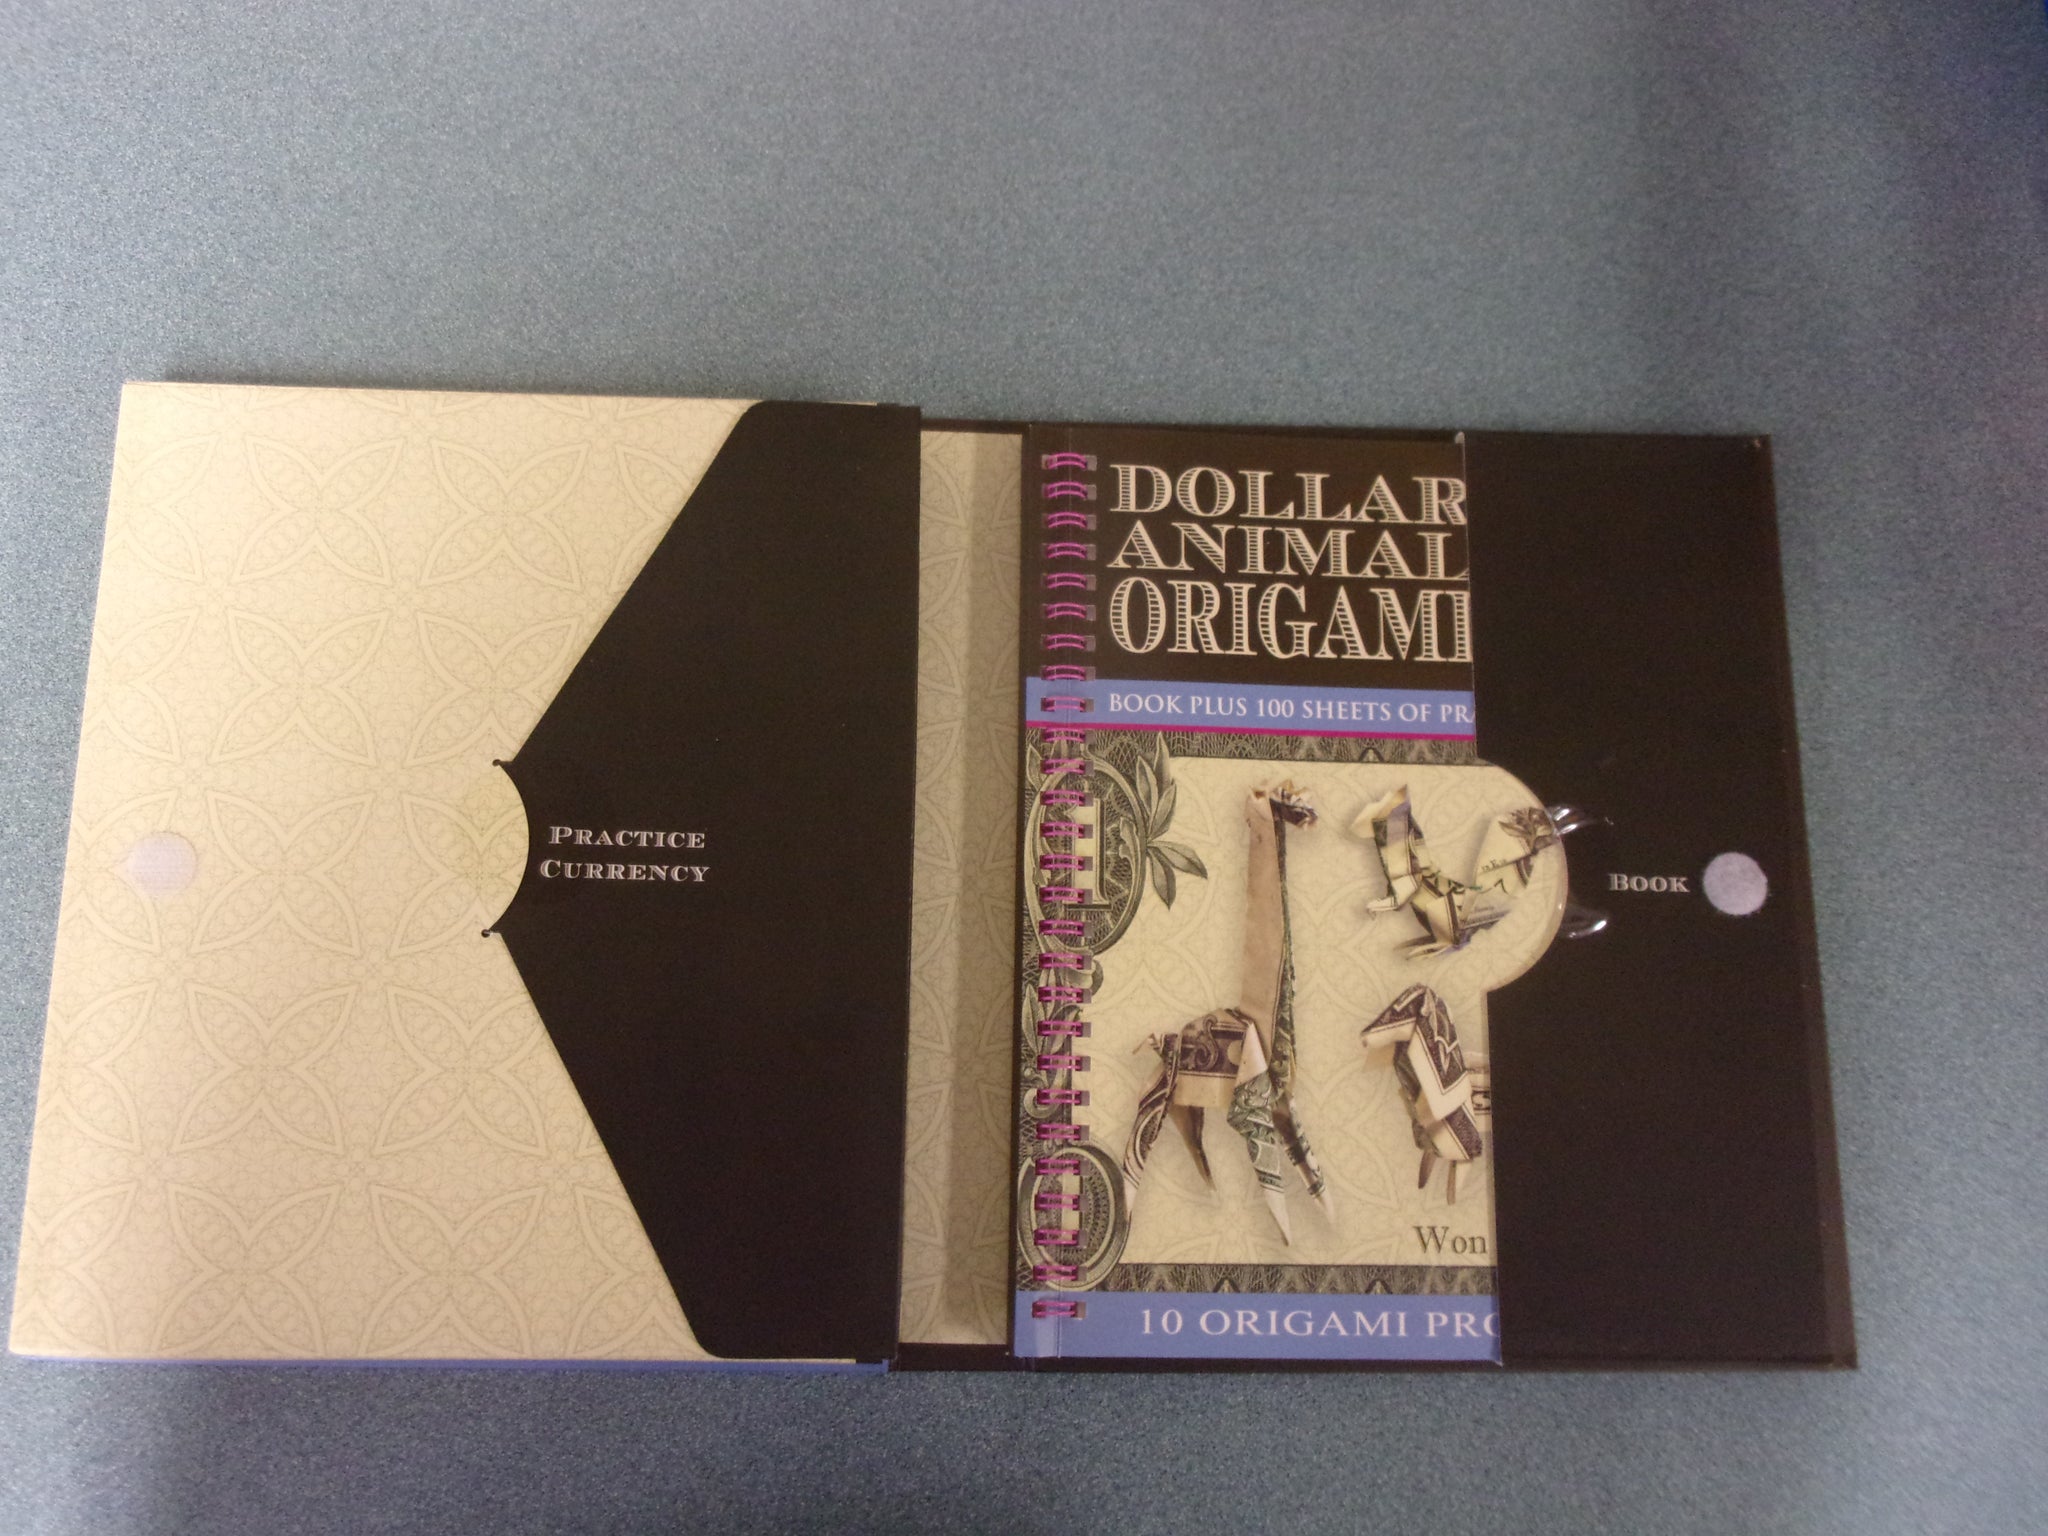 PRACTICE
CURRENCY
DOLLAR
ANIMAL
ORIGAMI
BOOK PLUS 100 SHEETS OF PRA
BOOK
Won
10 ORIGAMI PRO